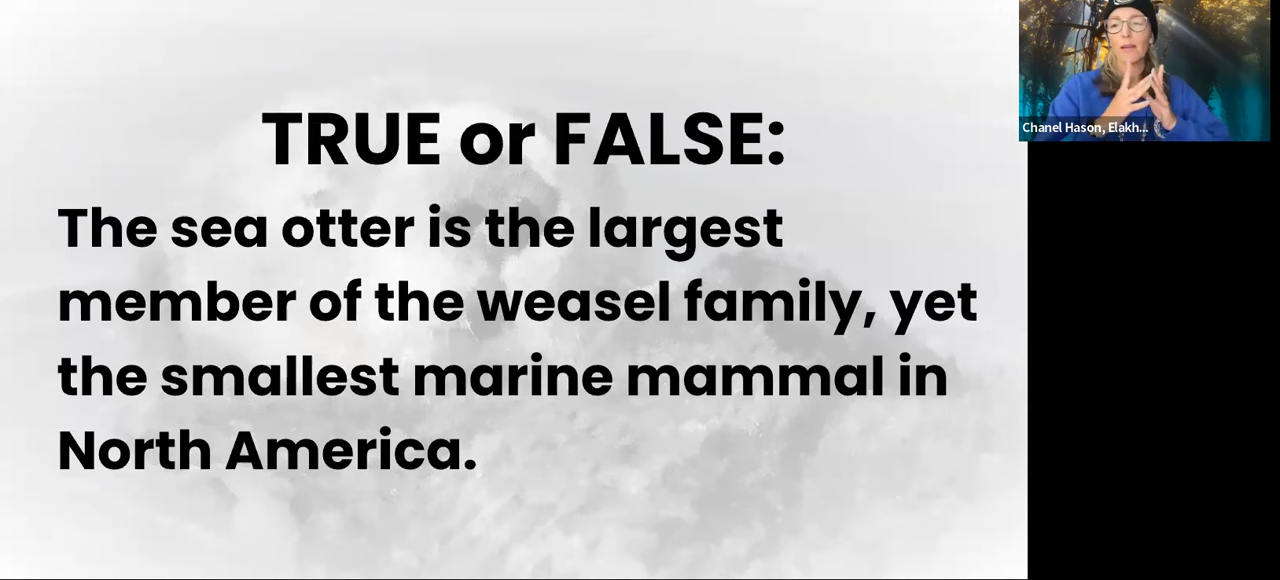 TRUE or FALSE:
The sea otter is the largest
member of the weasel family, yet
the smallest marine mammal in
North America.
Chanel Hason, Elakh...